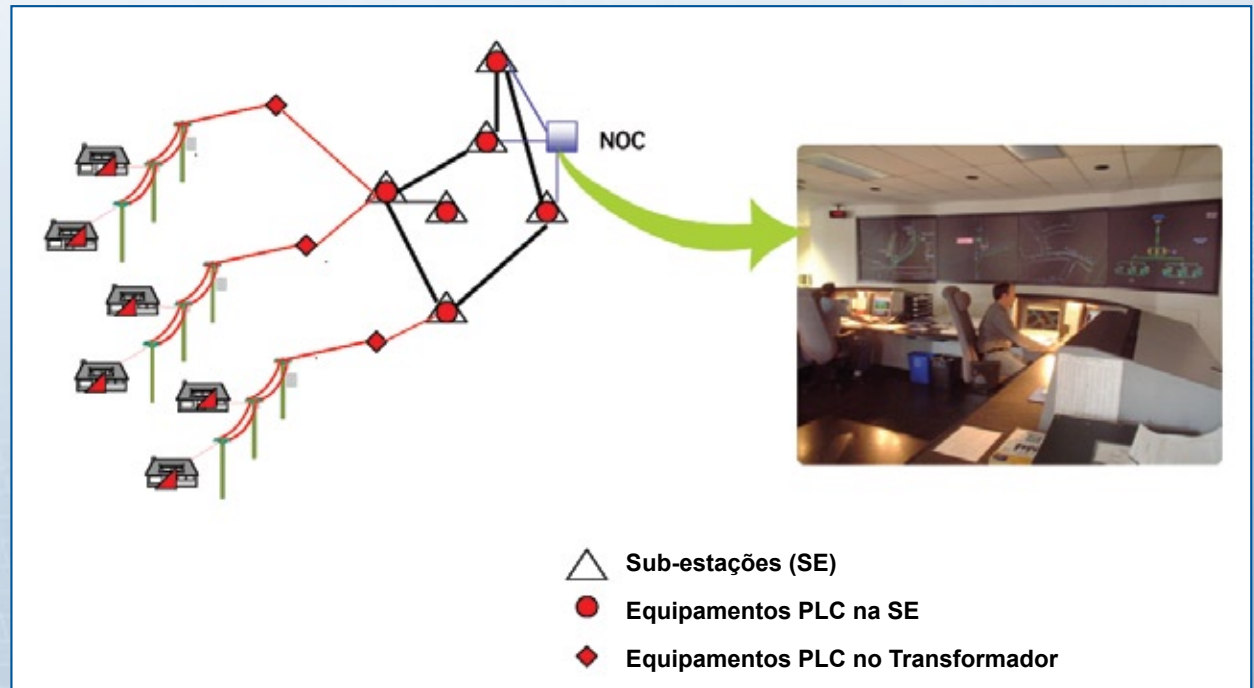 NOC
Sub-estações (SE)
Equipamentos PLC na SE
Equipamentos PLC no Transformador